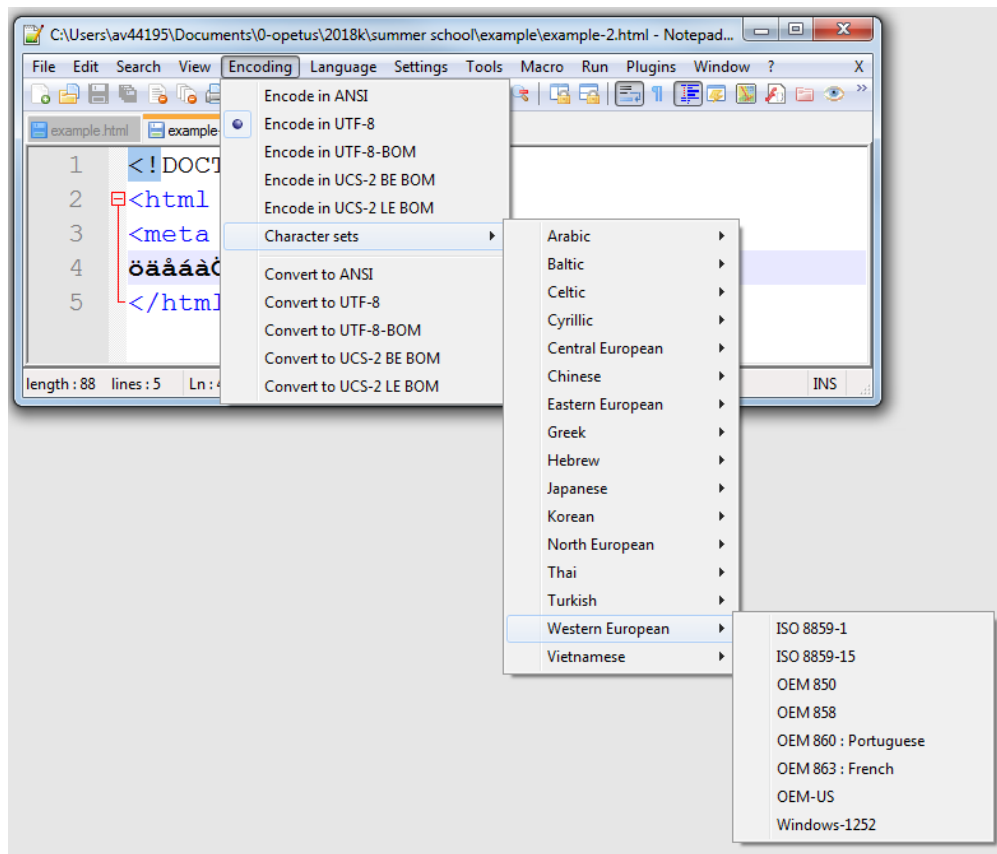 C:\Users\av44195\Documents\0-opetus\2018k\summer school\example\example-2.html - Notepad...
File Edit Search View Encoding Language Settings Tools Macro Run Plugins Window ? X
example.html example-
1 <!DOCT
2 <html
3 <meta
4 öäåáà
5 </html
length : 88 lines : 5 Ln : 4 INS
Encode in ANSI
Encode in UTF-8
Encode in UTF-8-BOM
Encode in UCS-2 BE BOM
Encode in UCS-2 LE BOM
Character sets
Convert to ANSI
Convert to UTF-8
Convert to UTF-8-BOM
Convert to UCS-2 BE BOM
Convert to UCS-2 LE BOM
Arabic
Baltic
Celtic
Cyrillic
Central European
Chinese
Eastern European
Greek
Hebrew
Japanese
Korean
North European
Thai
Turkish
Western European
Vietnamese
ISO 8859-1
ISO 8859-15
OEM 850
OEM 858
OEM 860 : Portuguese
OEM 863 : French
OEM-US
Windows-1252